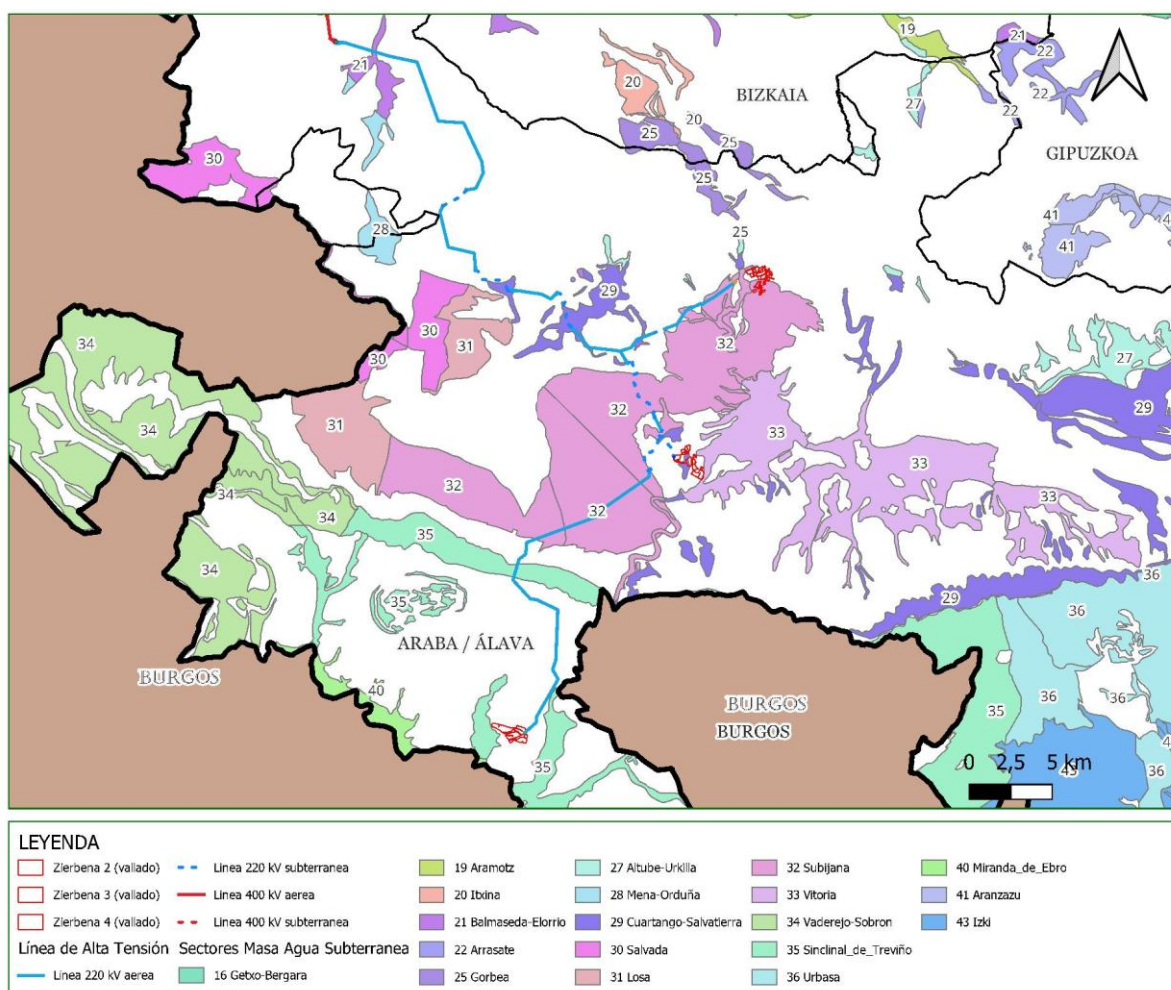 19
21
22
21
20
BIZKAIA
27
22
22
20
25
25
GIPUZKOA
30
25
41
28
25
41
29
30
31
32
27
30
34
29
32
31
33
34
32
33
34
33
34
32
35
36
34
29
35
36
ARABA / ÁLAVA
BURGOS
40
BURGOS
BURGOS
36
36
35
35
0 2,5 5 km
43
36
LEYENDA
Zierbena 2 (vallado)
Zierbena 3 (vallado)
Zierbena 4 (vallado)
Línea de Alta Tensión
Linea 220 kV aerea
Linea 220 kV subterranea
Linea 400 kV aerea
Linea 400 kV subterranea
Sectores Masa Agua Subterranea
16 Getxo-Bergara
19 Aramotz
20 Itxina
21 Balmaseda-Elorrio
22 Arrasate
25 Gorbea
27 Altube-Urkilla
28 Mena-Orduña
29 Cuartango-Salvatierra
30 Salvada
31 Losa
32 Subijana
33 Vitoria
34 Vaderejo-Sobron
35 Sinclinal_de_Treviño
36 Urbasa
40 Miranda_de_Ebro
41 Aranzazu
43 Izki